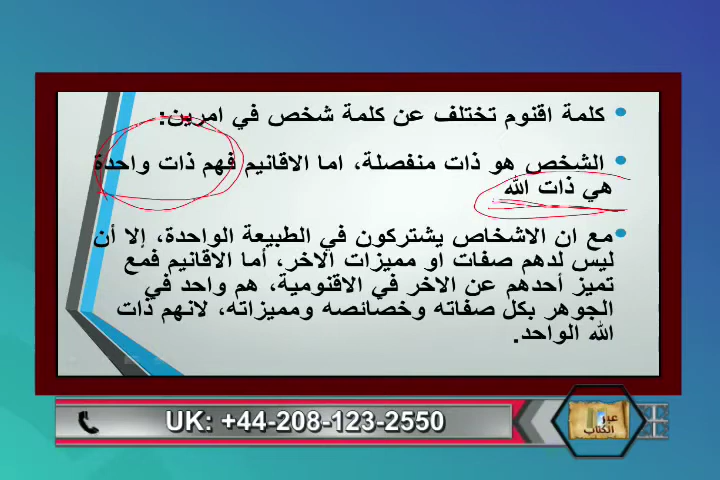 كلمة اقنوم تختلف عن كلمة شخص في امرين:
الشخص هو ذات منفصلة، اما الاقانيم فهم ذات واحدة
هي ذات الله
مع ان الاشخاص يشتركون في الطبيعة الواحدة، إلا أن
ليس لدهم صفات او مميزات الاخر، أما الاقانيم فمع
تميز أحدهم عن الاخر في الاقنومية، هم واحد في
الجوهر بكل صفاته وخصائصه ومميزاته، لانهم ذات
الله الواحد.
UK: +44-208-123-2550
عبر
الكتاب